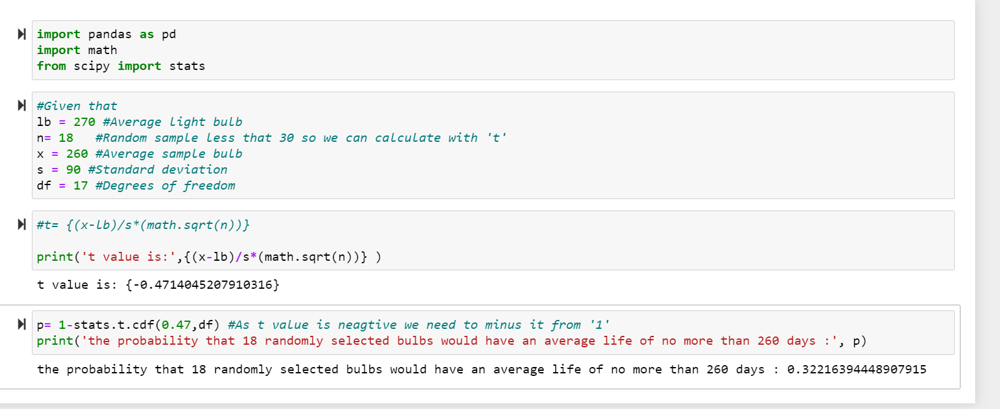 import pandas as pd
import math
from scipy import stats
#Given that
lb = 270 #Average light bulb
n= 18   #Random sample less that 30 so we can calculate with 't'
x = 260 #Average sample bulb
s = 90 #Standard deviation
df = 17 #Degrees of freedom
#t= {(x-lb)/s*(math.sqrt(n))}
print('t value is:',{(x-lb)/s*(math.sqrt(n))} )
t value is: {-0.4714045207910316}
p= 1-stats.t.cdf(0.47,df) #As t value is neagtive we need to minus it from '1'
print('the probability that 18 randomly selected bulbs would have an average life of no more than 260 days :', p)
the probability that 18 randomly selected bulbs would have an average life of no more than 260 days : 0.32216394448907915